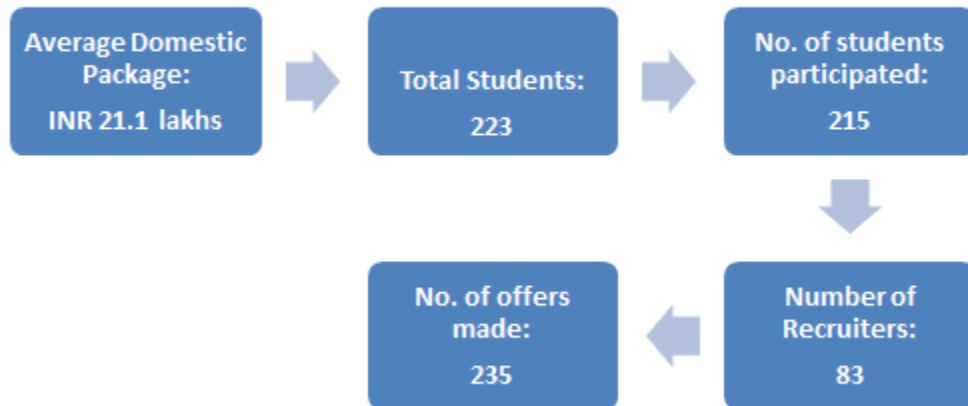 Average Domestic
Package:
INR 21.1 lakhs
Total Students:
223
No. of students
participated:
215
Number of
Recruiters:
83
No. of offers
made:
235